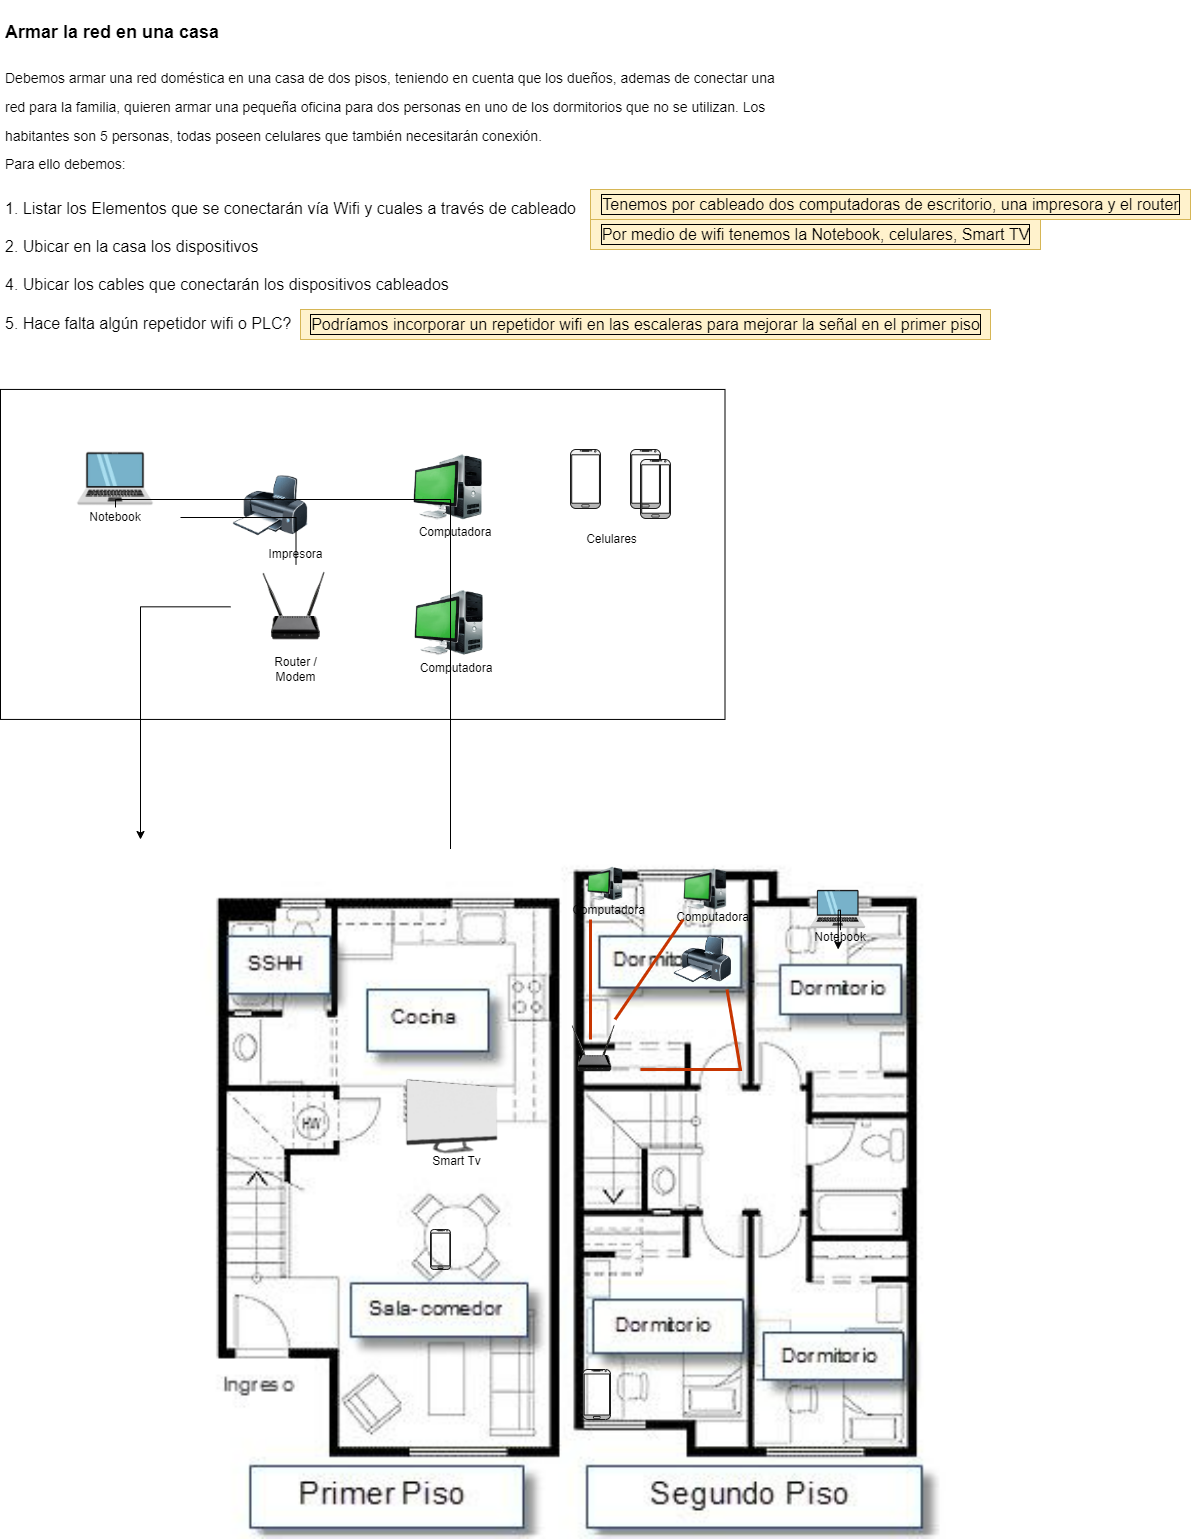 Armar la red en una casa
Debemos armar una red doméstica en una casa de dos pisos, teniendo en cuenta que los dueños, ademas de conectar una
red para la familia, quieren armar una pequeña oficina para dos personas en uno de los dormitorios que no se utilizan. Los
habitantes son 5 personas, todas poseen celulares que también necesitarán conexión.
Para ello debemos:
1. Listar los Elementos que se conectarán vía Wifi y cuales a través de cableado
Tenemos por cableado dos computadoras de escritorio, una impresora y el router
Por medio de wifi tenemos la Notebook, celulares, Smart TV
2. Ubicar en la casa los dispositivos
4. Ubicar los cables que conectarán los dispositivos cableados
5. Hace falta algún repetidor wifi o PLC?
Podríamos incorporar un repetidor wifi en las escaleras para mejorar la señal en el primer piso
Notebook
Impresora
Computadora
Celulares
Router /
Modem
Computadora
Computadora
Computadora
Notebook
SSHH
Dormitorio
Dormitorio
Cocina
HW
Smart Tv
Sala-comedor
Dormitorio
Dormitorio
Ingreso
Primer Piso
Segundo Piso